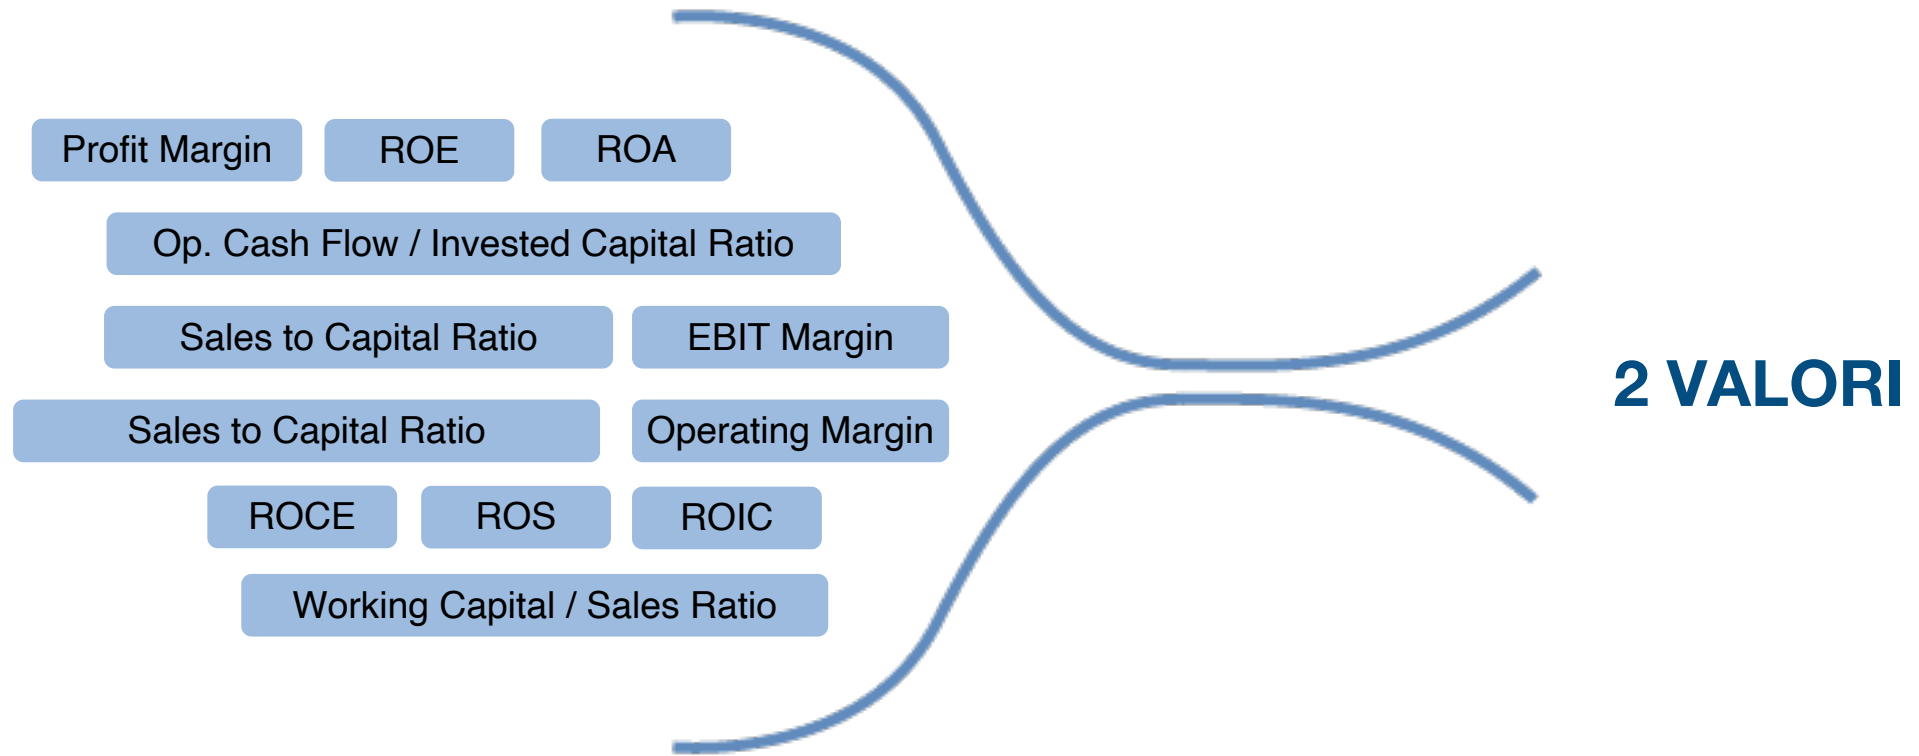 Profit Margin ROE ROA
Op. Cash Flow / Invested Capital Ratio
Sales to Capital Ratio EBIT Margin
2 VALORI
Sales to Capital Ratio Operating Margin
ROCE ROS ROIC
Working Capital / Sales Ratio